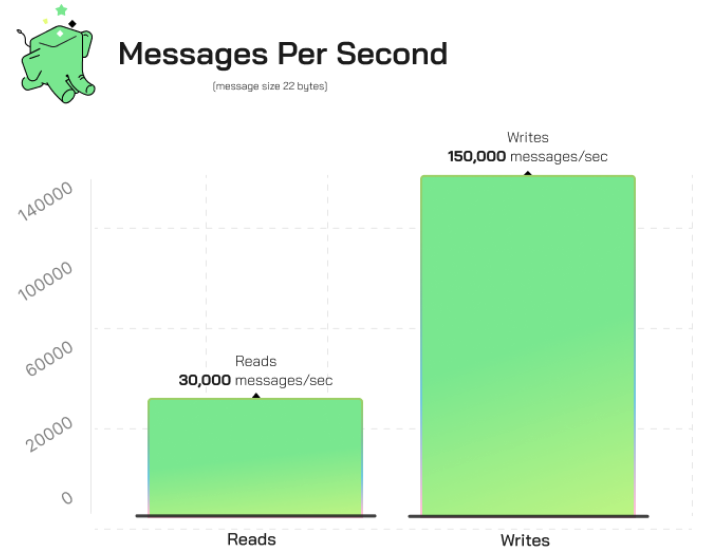 Messages Per Second
(message size 22 bytes)
Writes
150,000 messages/sec
140000
100000
60000
Reads
30,000 messages/sec
20000
0
Reads
Writes